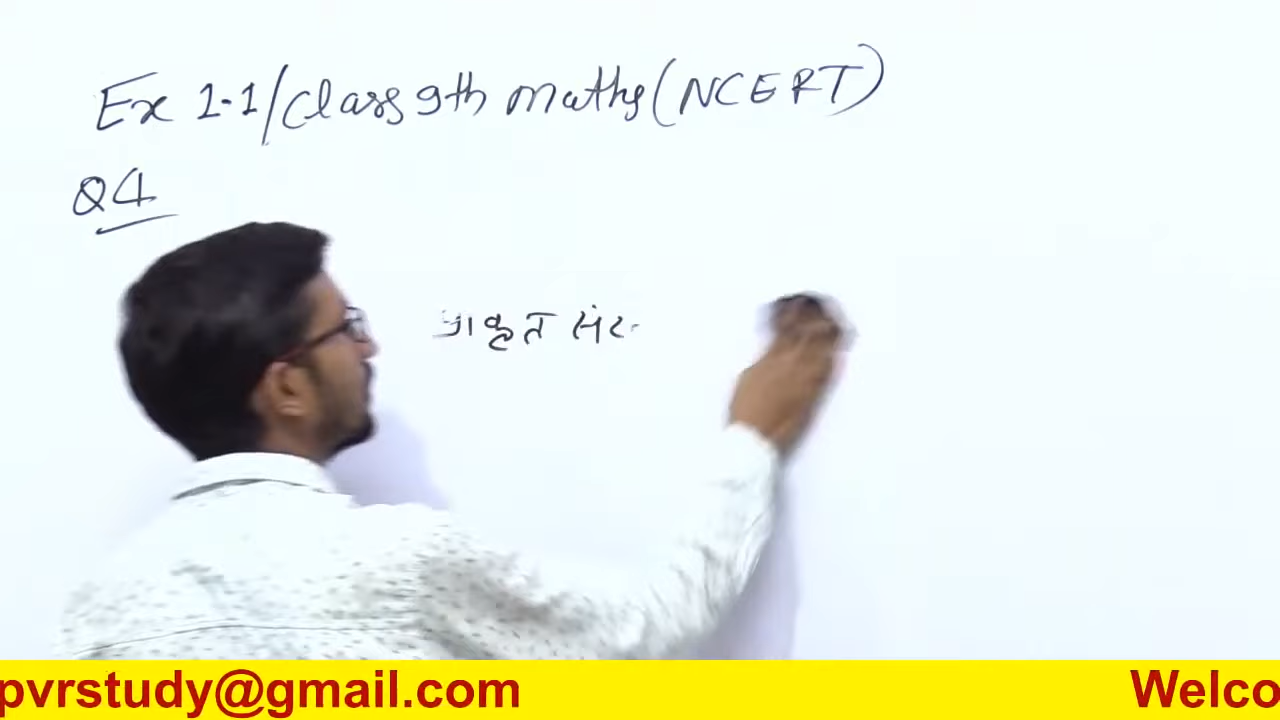 Ex 1.1/Class 9th maths (NCERT)
Q4
प्राकृत
pvrstudy@gmail.com
Welco